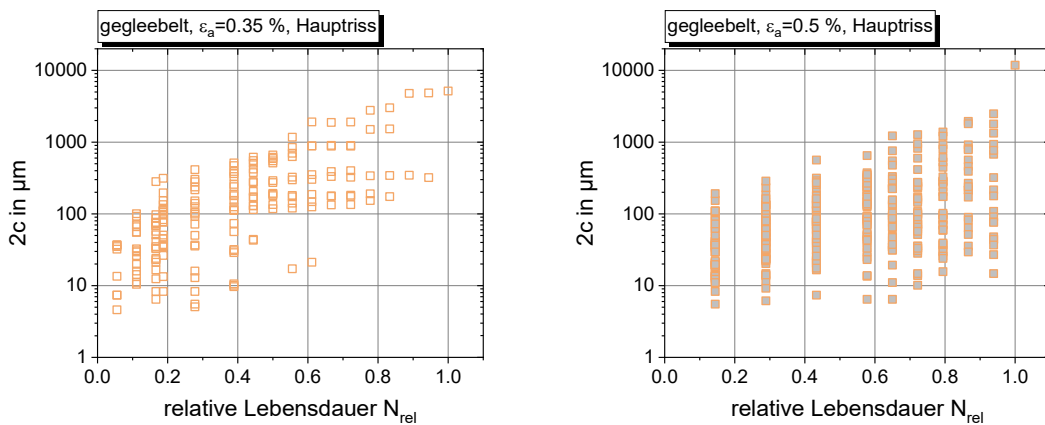 gegleebelt, εa=0.35 %, Hauptriss
10000
1000
100
10
1
2c in µm
0.0 0.2 0.4 0.6 0.8 1.0
relative Lebensdauer Nrel
gegleebelt, εa=0.5 %, Hauptriss
10000
1000
100
10
1
2c in µm
0.0 0.2 0.4 0.6 0.8 1.0
relative Lebensdauer Nrel